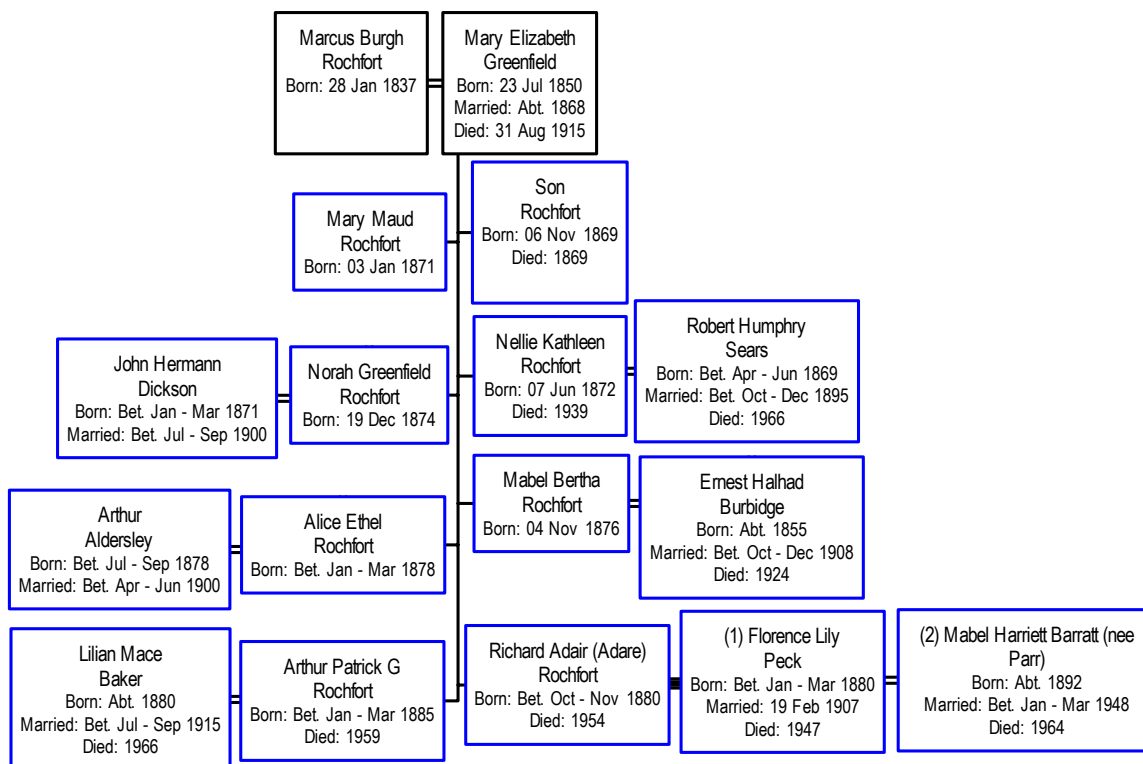 Marcus Burgh
Rochfort
Born: 28 Jan 1837
Mary Elizabeth
Greenfield
Born: 23 Jul 1850
Married: Abt. 1868
Died: 31 Aug 1915
Son
Rochfort
Born: 06 Nov 1869
Died: 1869
Mary Maud
Rochfort
Born: 03 Jan 1871
Nellie Kathleen
Rochfort
Born: 07 Jun 1872
Died: 1939
Robert Humphry
Sears
Born: Bet. Apr - Jun 1869
Married: Bet. Oct - Dec 1895
Died: 1966
John Hermann
Dickson
Born: Bet. Jan - Mar 1871
Married: Bet. Jul - Sep 1900
Norah Greenfield
Rochfort
Born: 19 Dec 1874
Mabel Bertha
Rochfort
Born: 04 Nov 1876
Ernest Halhad
Burbidge
Born: Abt. 1855
Married: Bet. Oct - Dec 1908
Died: 1924
Arthur
Aldersley
Born: Bet. Jul - Sep 1878
Married: Bet. Apr - Jun 1900
Alice Ethel
Rochfort
Born: Bet. Jan - Mar 1878
Richard Adair (Adare)
Rochfort
Born: Bet. Oct - Nov 1880
Died: 1954
(1) Florence Lily
Peck
Born: Bet. Jan - Mar 1880
Married: 19 Feb 1907
Died: 1947
(2) Mabel Harriett Barratt (nee
Parr)
Born: Abt. 1892
Married: Bet. Jan - Mar 1948
Died: 1964
Lilian Mace
Baker
Born: Abt. 1880
Married: Bet. Jul - Sep 1915
Died: 1966
Arthur Patrick G
Rochfort
Born: Bet. Jan - Mar 1885
Died: 1959